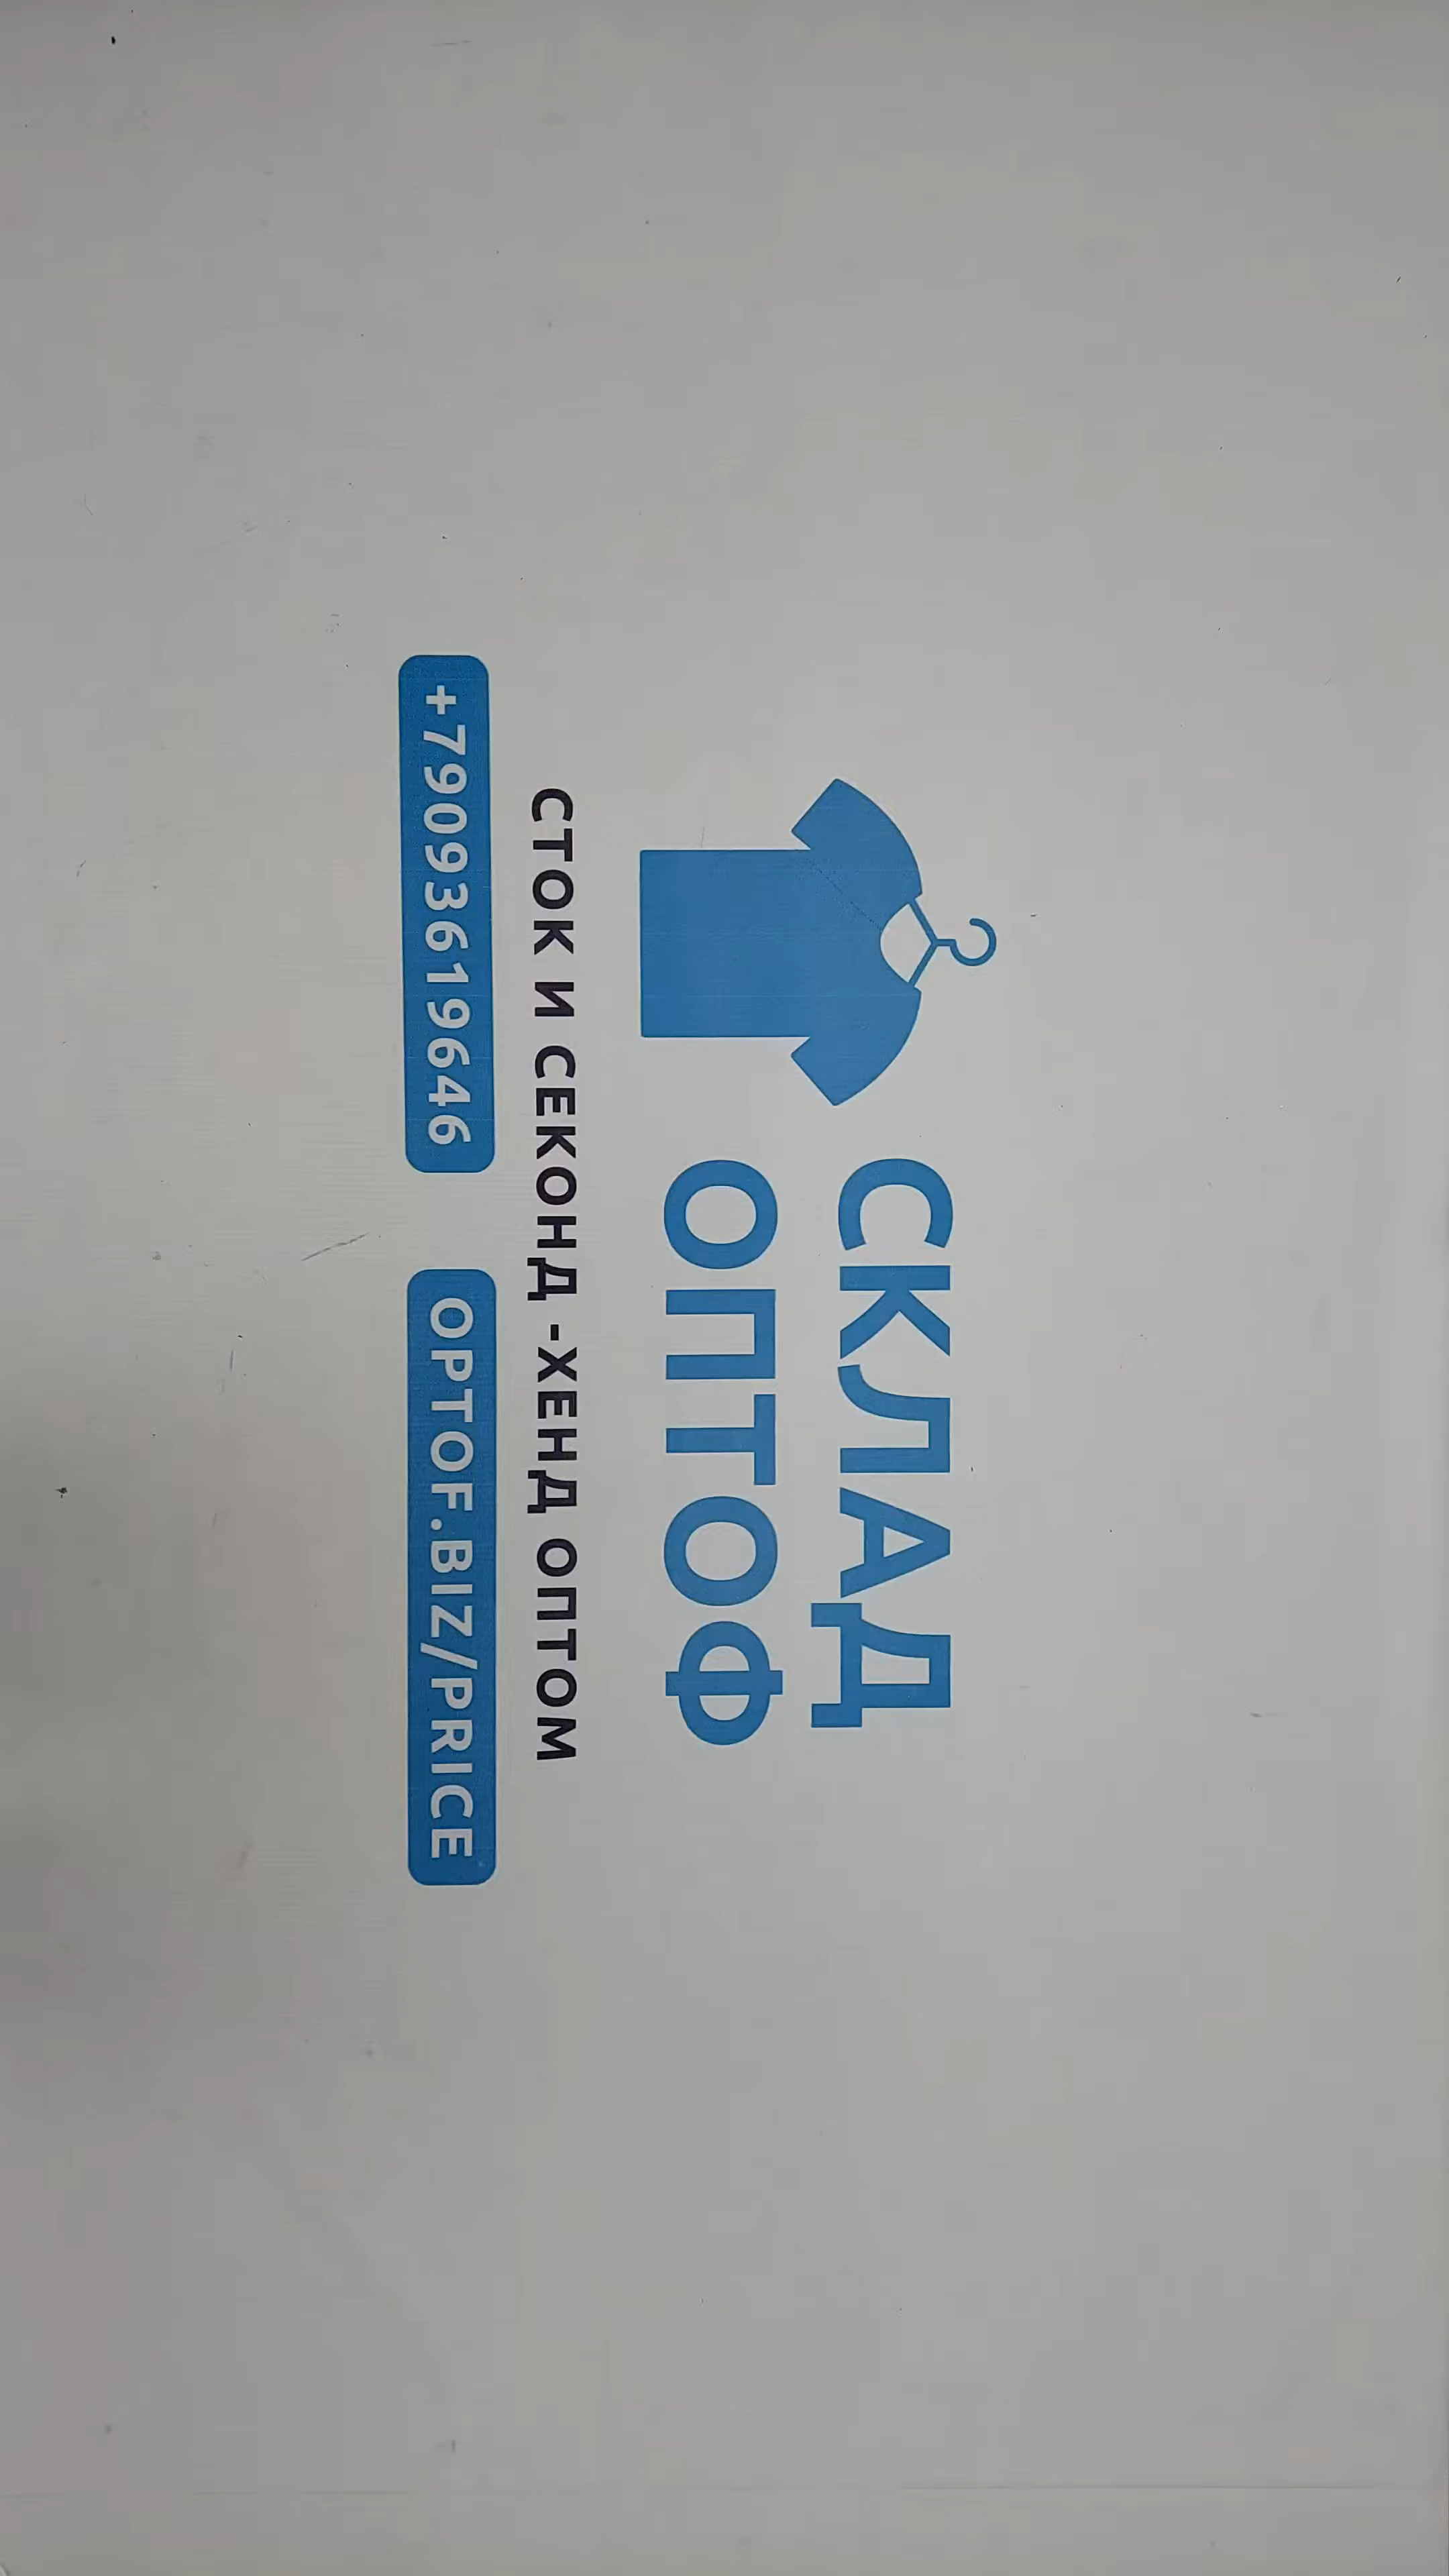 СКЛАД
ОПТОФ
СТОК И СЕКОНД -ХЕНД ОПТОМ
+79093619646
OPTOF.BIZ/PRICE